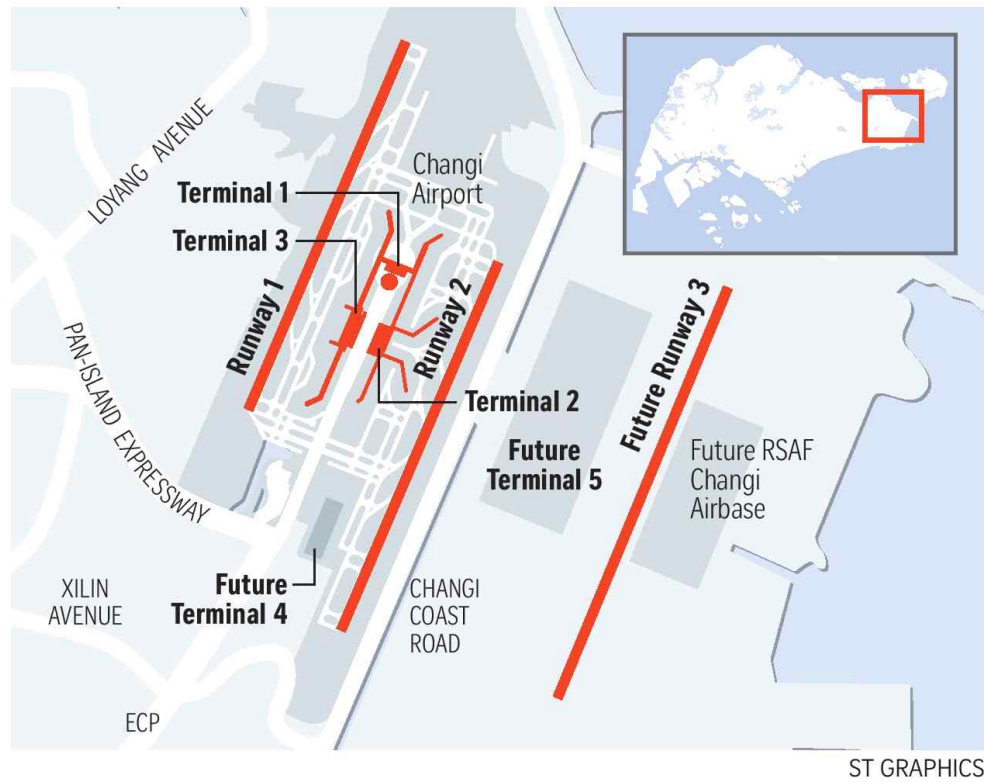 LOYANG AVENUE
Changi
Airport
Terminal 1
Terminal 3
Runway 1
Runway 2
PAN-ISLAND EXPRESSWAY
Terminal 2
Future Runway 3
Future
Terminal 5
Future RSAF
Changi
Airbase
Future
Terminal 4
XILIN
AVENUE
CHANGI
COAST
ROAD
ECP
ST GRAPHICS